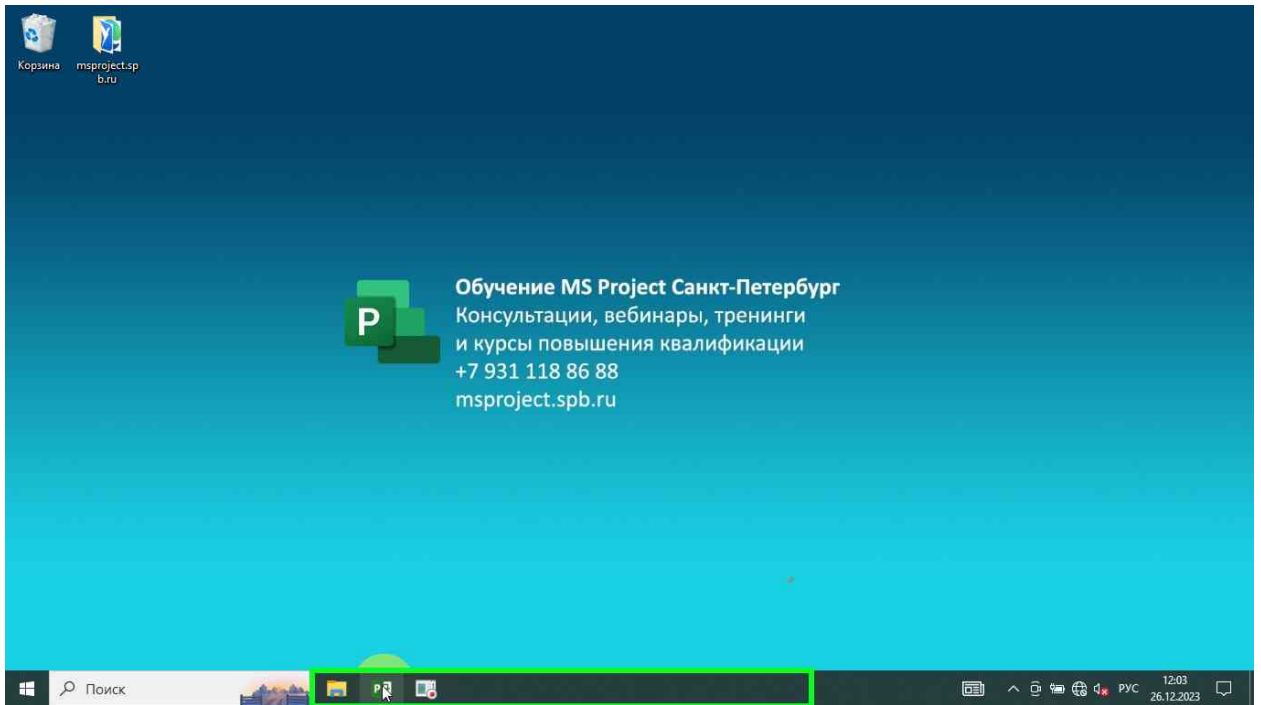 Корзина
msproject.sp
b.ru
P
Обучение MS Project Санкт-Петербург
Консультации, вебинары, тренинги
и курсы повышения квалификации
+7 931 118 86 88
msproject.spb.ru
Поиск
РУС
12:03
26.12.2023